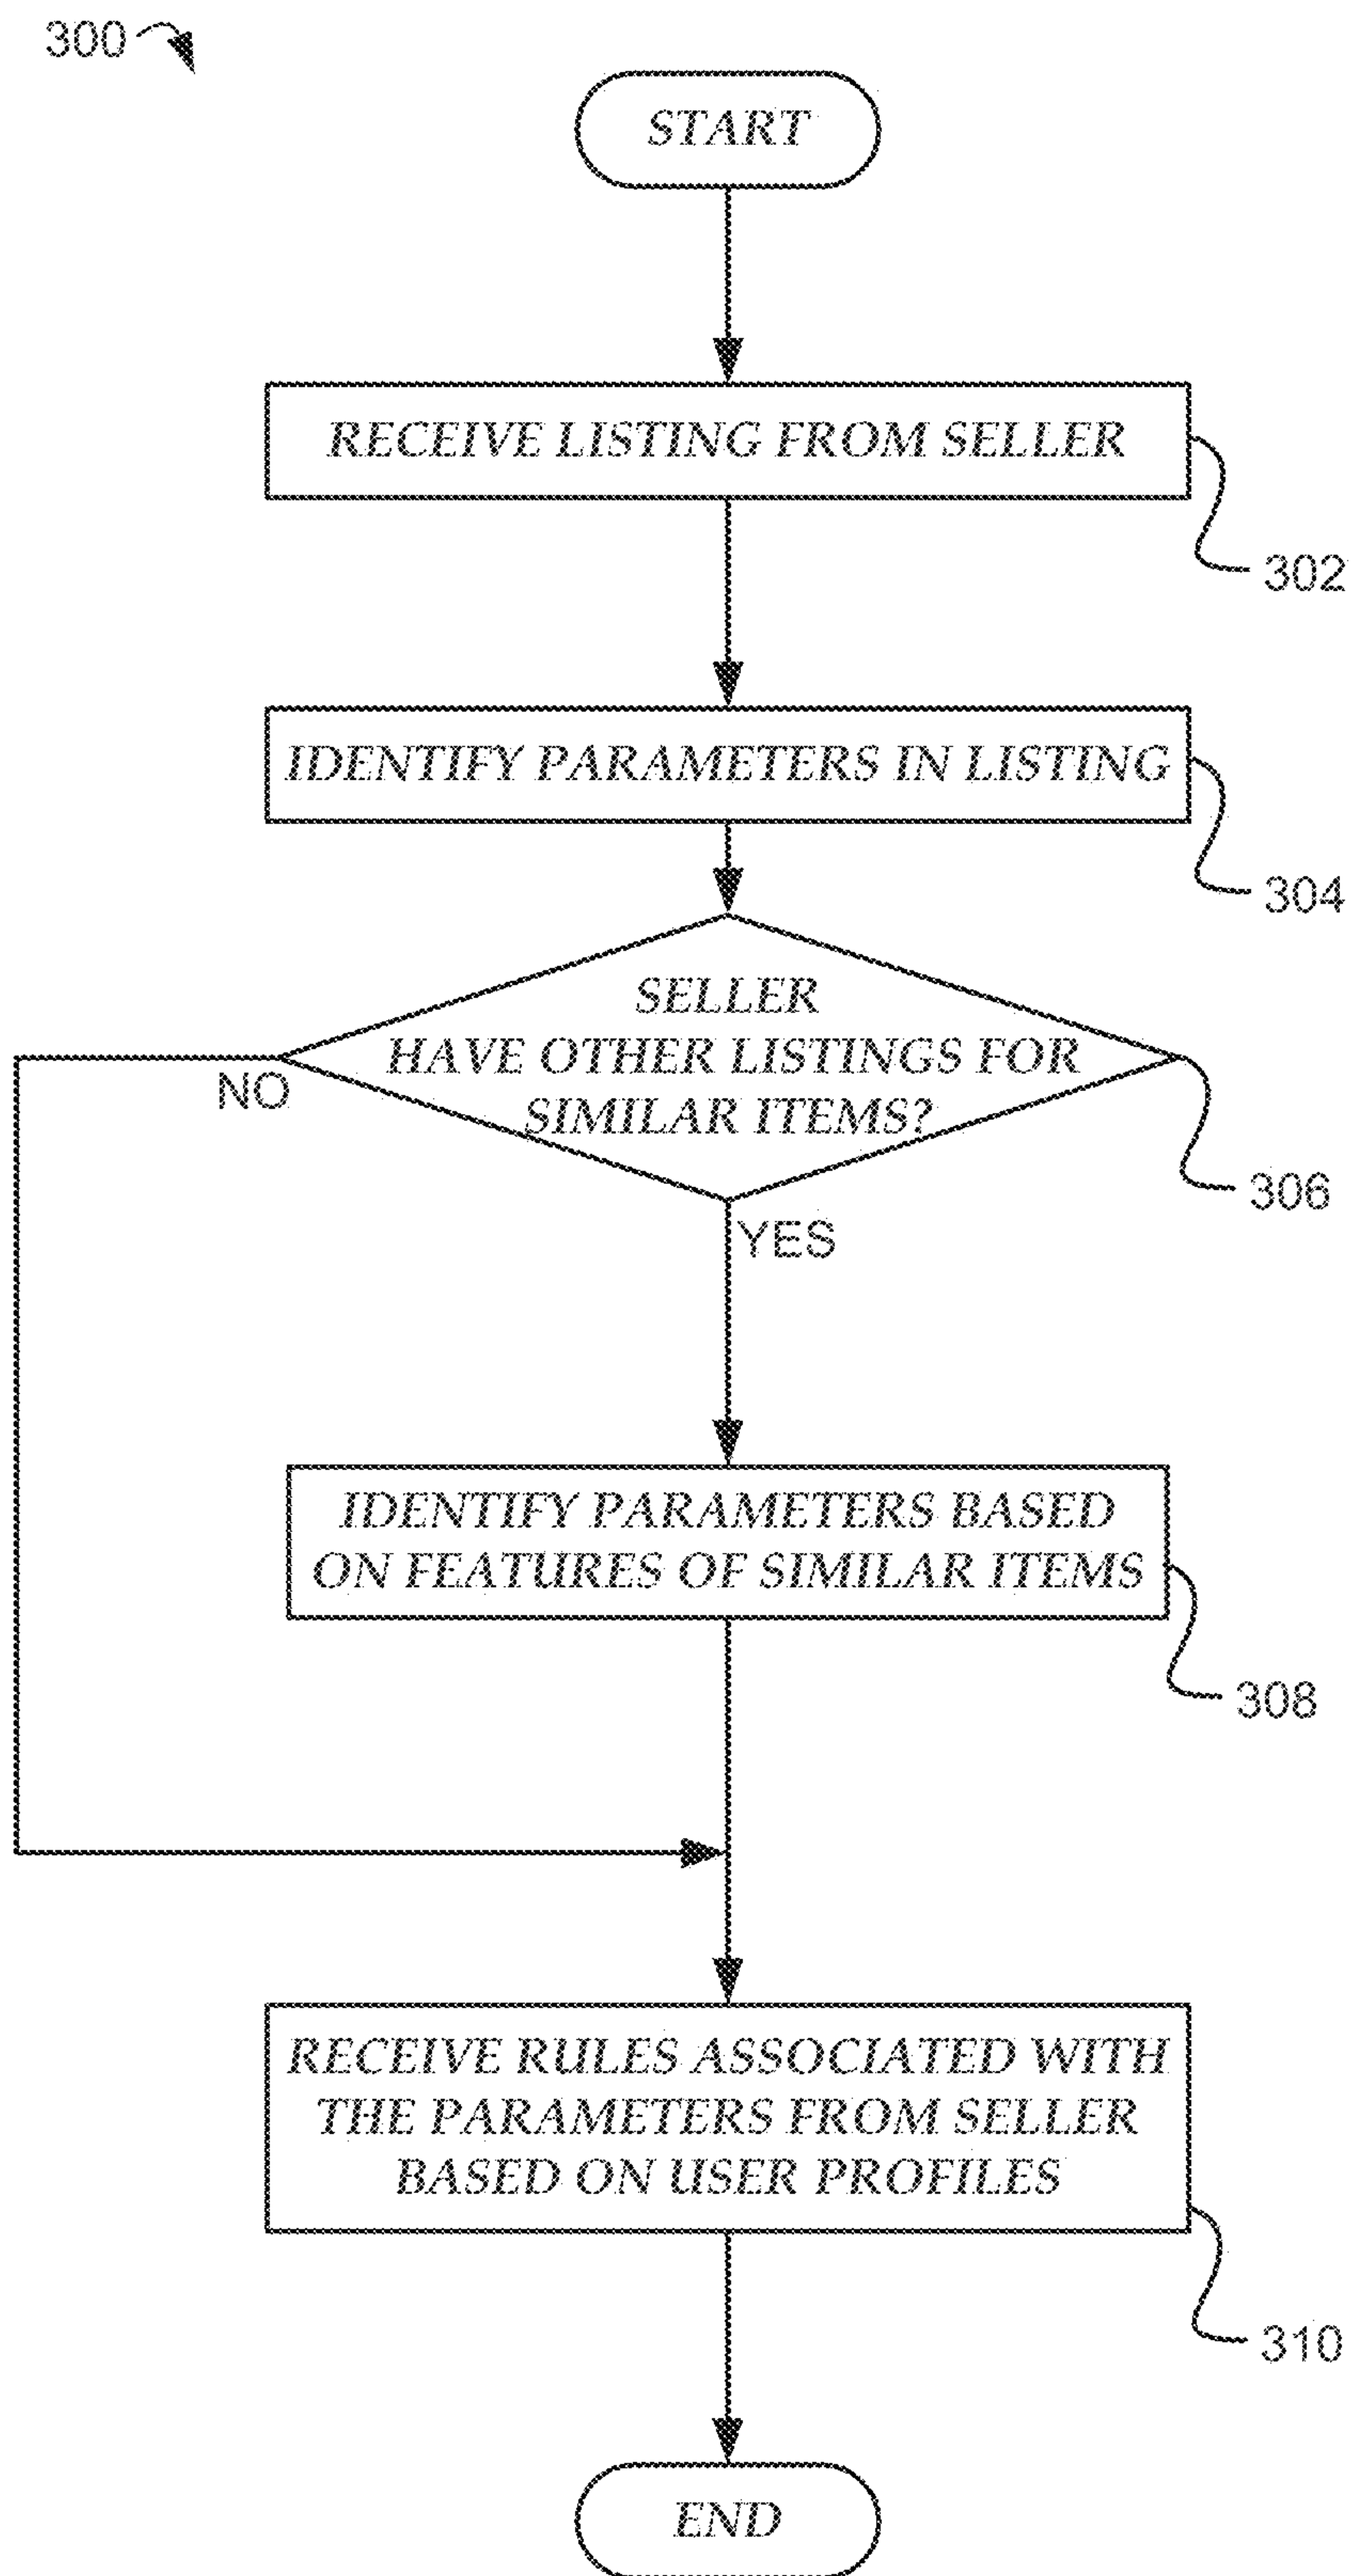 300
START
RECEIVE LISTING FROM SELLER
302
IDENTIFY PARAMETERS IN LISTING
304
SELLER
HAVE OTHER LISTINGS FOR
SIMILAR ITEMS?
NO
306
YES
IDENTIFY PARAMETERS BASED
ON FEATURES OF SIMILAR ITEMS
308
RECEIVE RULES ASSOCIATED WITH
THE PARAMETERS FROM SELLER
BASED ON USER PROFILES
310
END